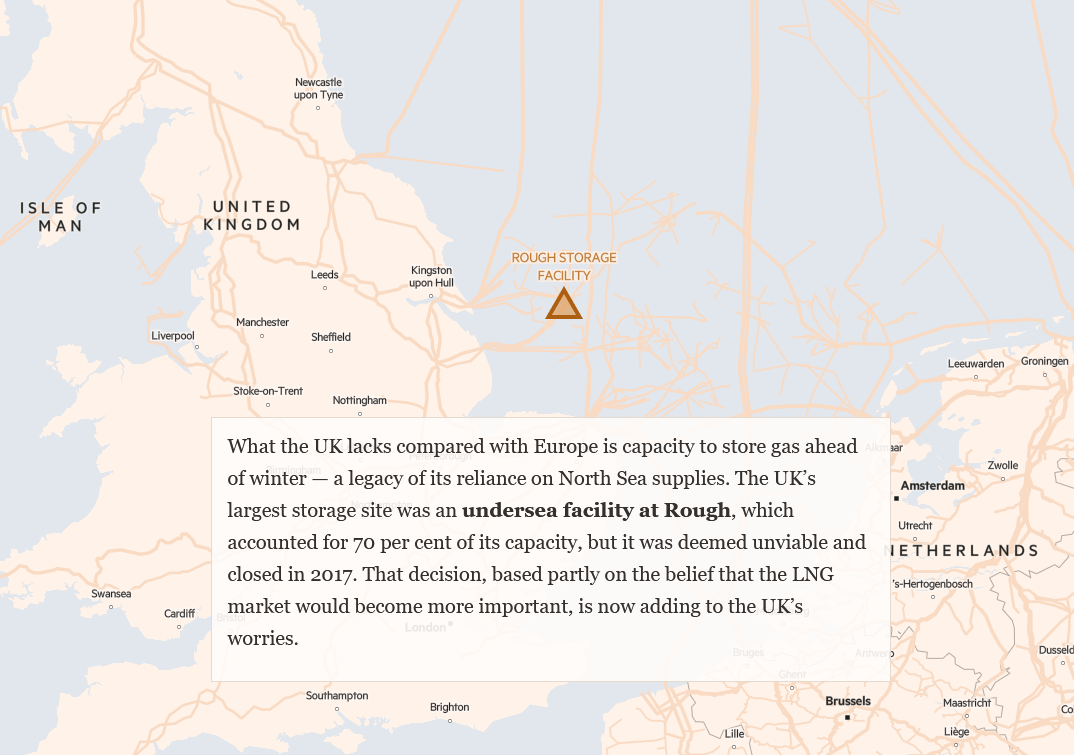 Newcastle
upon Tyne
ISLE OF
MAN
UNITED
KINGDOM
ROUGH STORAGE
FACILITY
Leeds
Kingston
upon Hull
Manchester
Liverpool
Sheffield
Leeuwarden
Groningen
Stoke-on-Trent
Nottingham
What the UK lacks compared with Europe is capacity to store gas ahead
of winter — a legacy of its reliance on North Sea supplies. The UK’s
largest storage site was an undersea facility at Rough, which
accounted for 70 per cent of its capacity, but it was deemed unviable and
closed in 2017. That decision, based partly on the belief that the LNG
market would become more important, is now adding to the UK’s
worries.
Alkmaar
Birmingham
Zwolle
Amsterdam
Utrecht
NETHERLANDS
's-Hertogenbosch
Swansea
Cardiff
Bristol
London
Bruges
Antwerp
Dusseld
Ghent
Southampton
Brighton
Brussels
Maastricht
Co
Lille
Liège